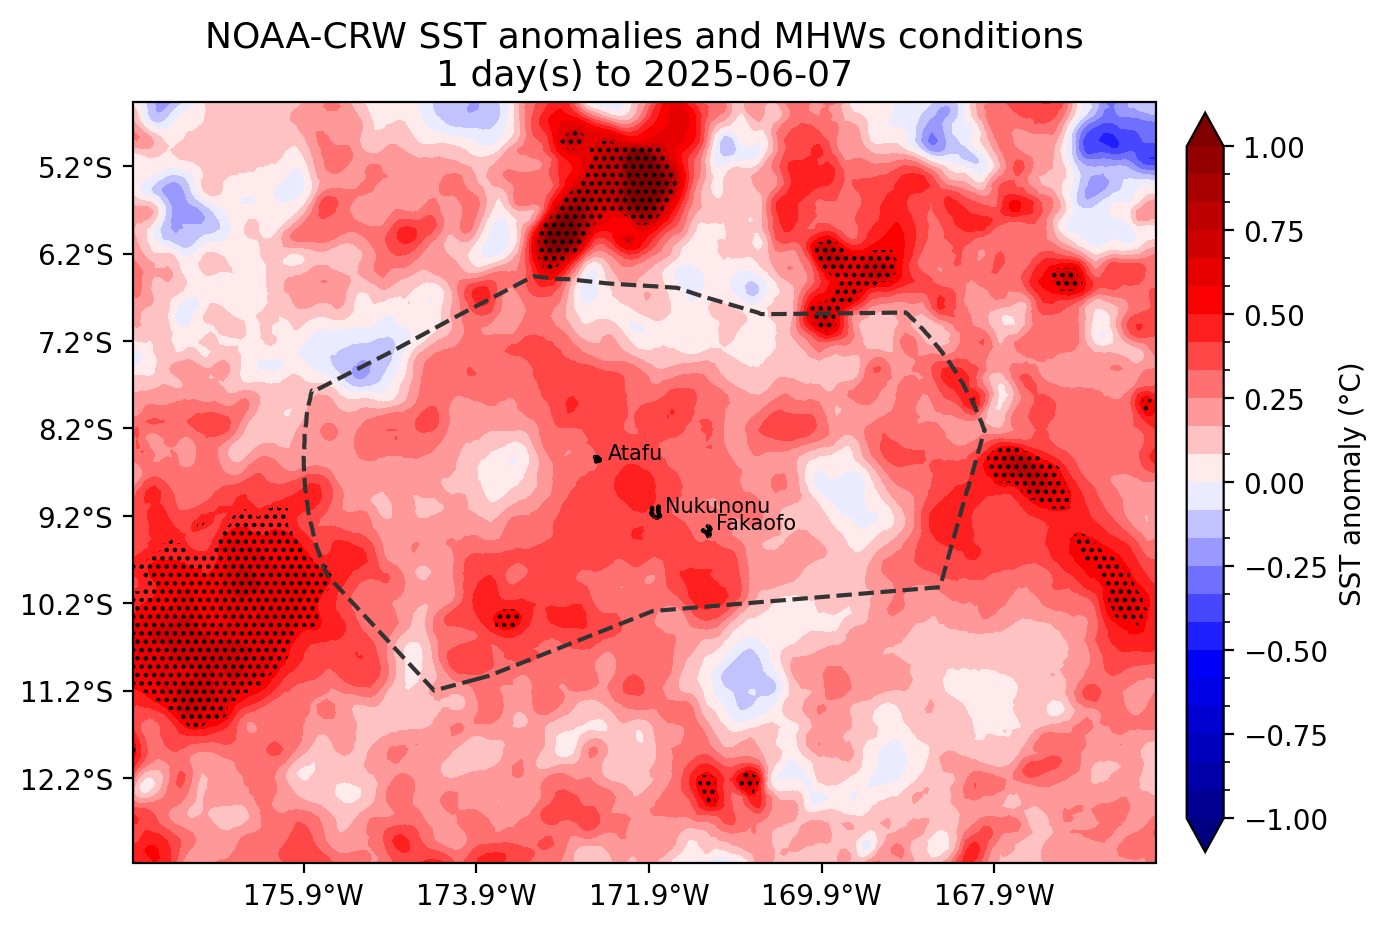 NOAA-CRW SST anomalies and MHWs conditions
1 day(s) to 2025-06-07
5.2°S
6.2°S
7.2°S
8.2°S
9.2°S
10.2°S
11.2°S
12.2°S
Atafu
Nukunonu
Fakaofo
175.9°W
173.9°W
171.9°W
169.9°W
167.9°W
1.00
0.75
0.50
0.25
0.00
−0.25
−0.50
−0.75
−1.00
SST anomaly (°C)